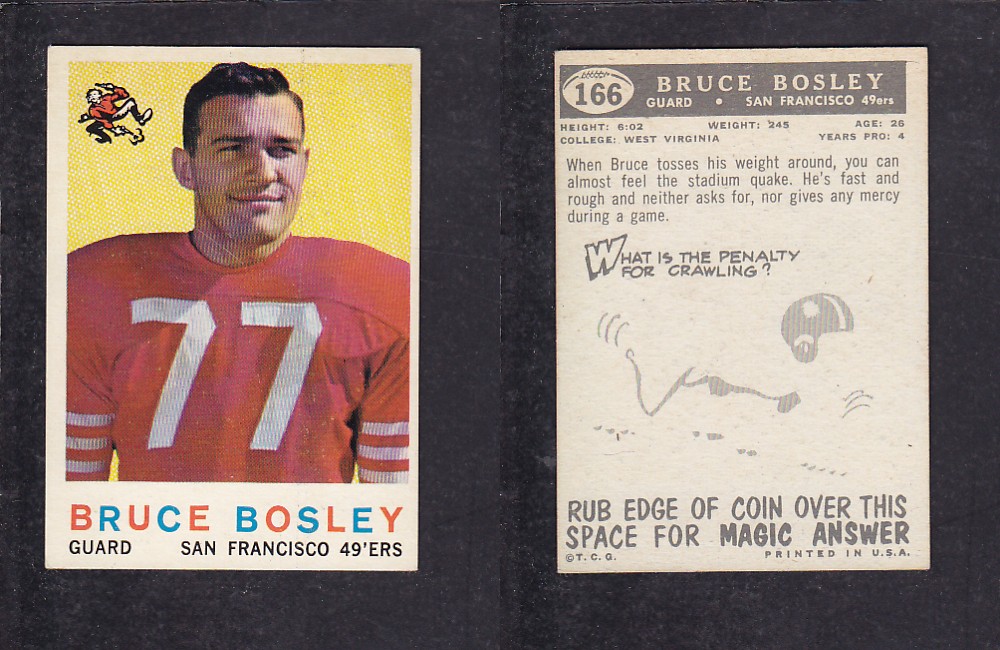 77
BRUCE BOSLEY
GUARD SAN FRANCISCO 49'ERS
166
BRUCE BOSLEY
GUARD • SAN FRANCISCO 49ers
HEIGHT: 6:02 WEIGHT: 245 AGE: 26
COLLEGE: WEST VIRGINIA YEARS PRO: 4
When Bruce tosses his weight around, you can
almost feel the stadium quake. He's fast and
rough and neither asks for, nor gives any mercy
during a game.
WHAT IS THE PENALTY
FOR CRAWLING?
RUB EDGE OF COIN OVER THIS
SPACE FOR MAGIC ANSWER
©T.C.G. PRINTED IN U.S.A.